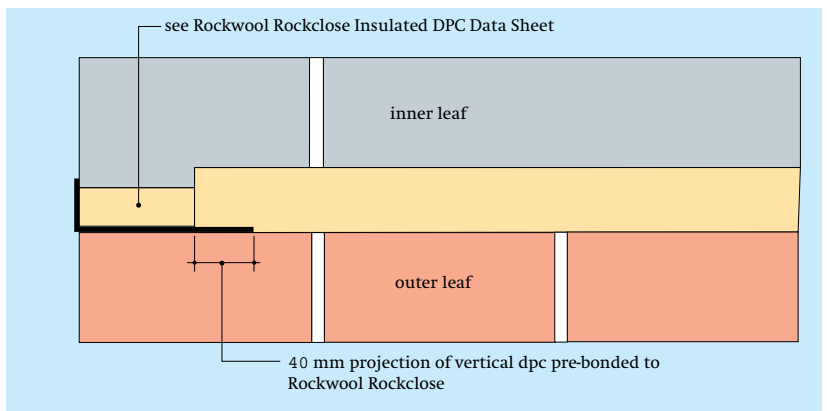 see Rockwool Rockclose Insulated DPC Data Sheet
inner leaf
outer leaf
40 mm projection of vertical dpc pre-bonded to
Rockwool Rockclose